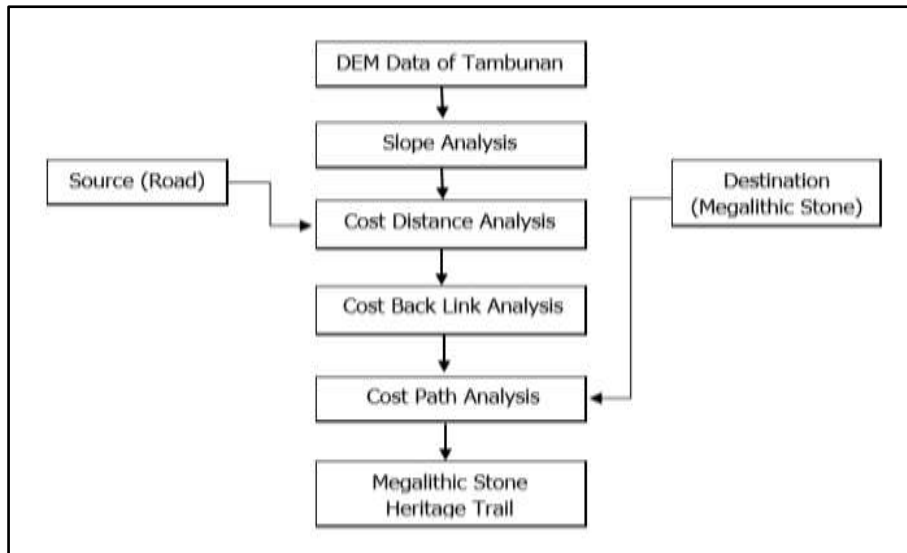 DEM Data of Tambunan
Slope Analysis
Source (Road)
Destination
(Megalithic Stone)
Cost Distance Analysis
Cost Back Link Analysis
Cost Path Analysis
Megalithic Stone
Heritage Trail